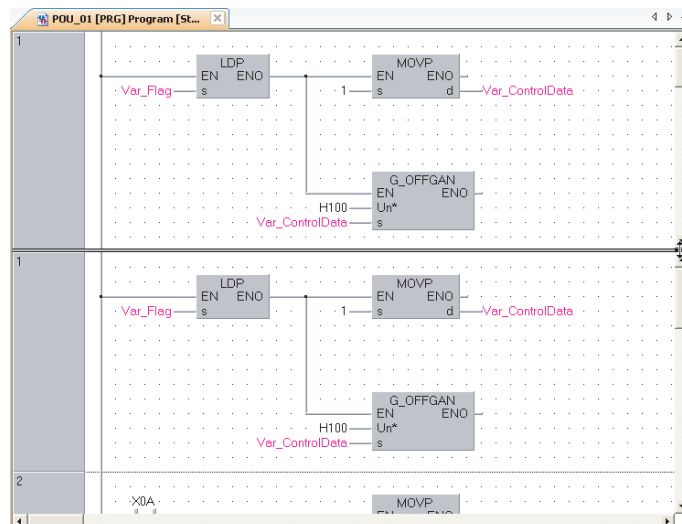 POU_01 [PRG] Program [St...
1
LDP
MOVP
EN ENO
EN ENO
Var_Flag s
1 s d Var_ControlData
G_OFFGAN
EN ENO
H100 Un*
Var_ControlData s
1
LDP
MOVP
EN ENO
EN ENO
Var_Flag s
1 s d Var_ControlData
G_OFFGAN
EN ENO
H100 Un*
Var_ControlData s
2
X0A
MOVP